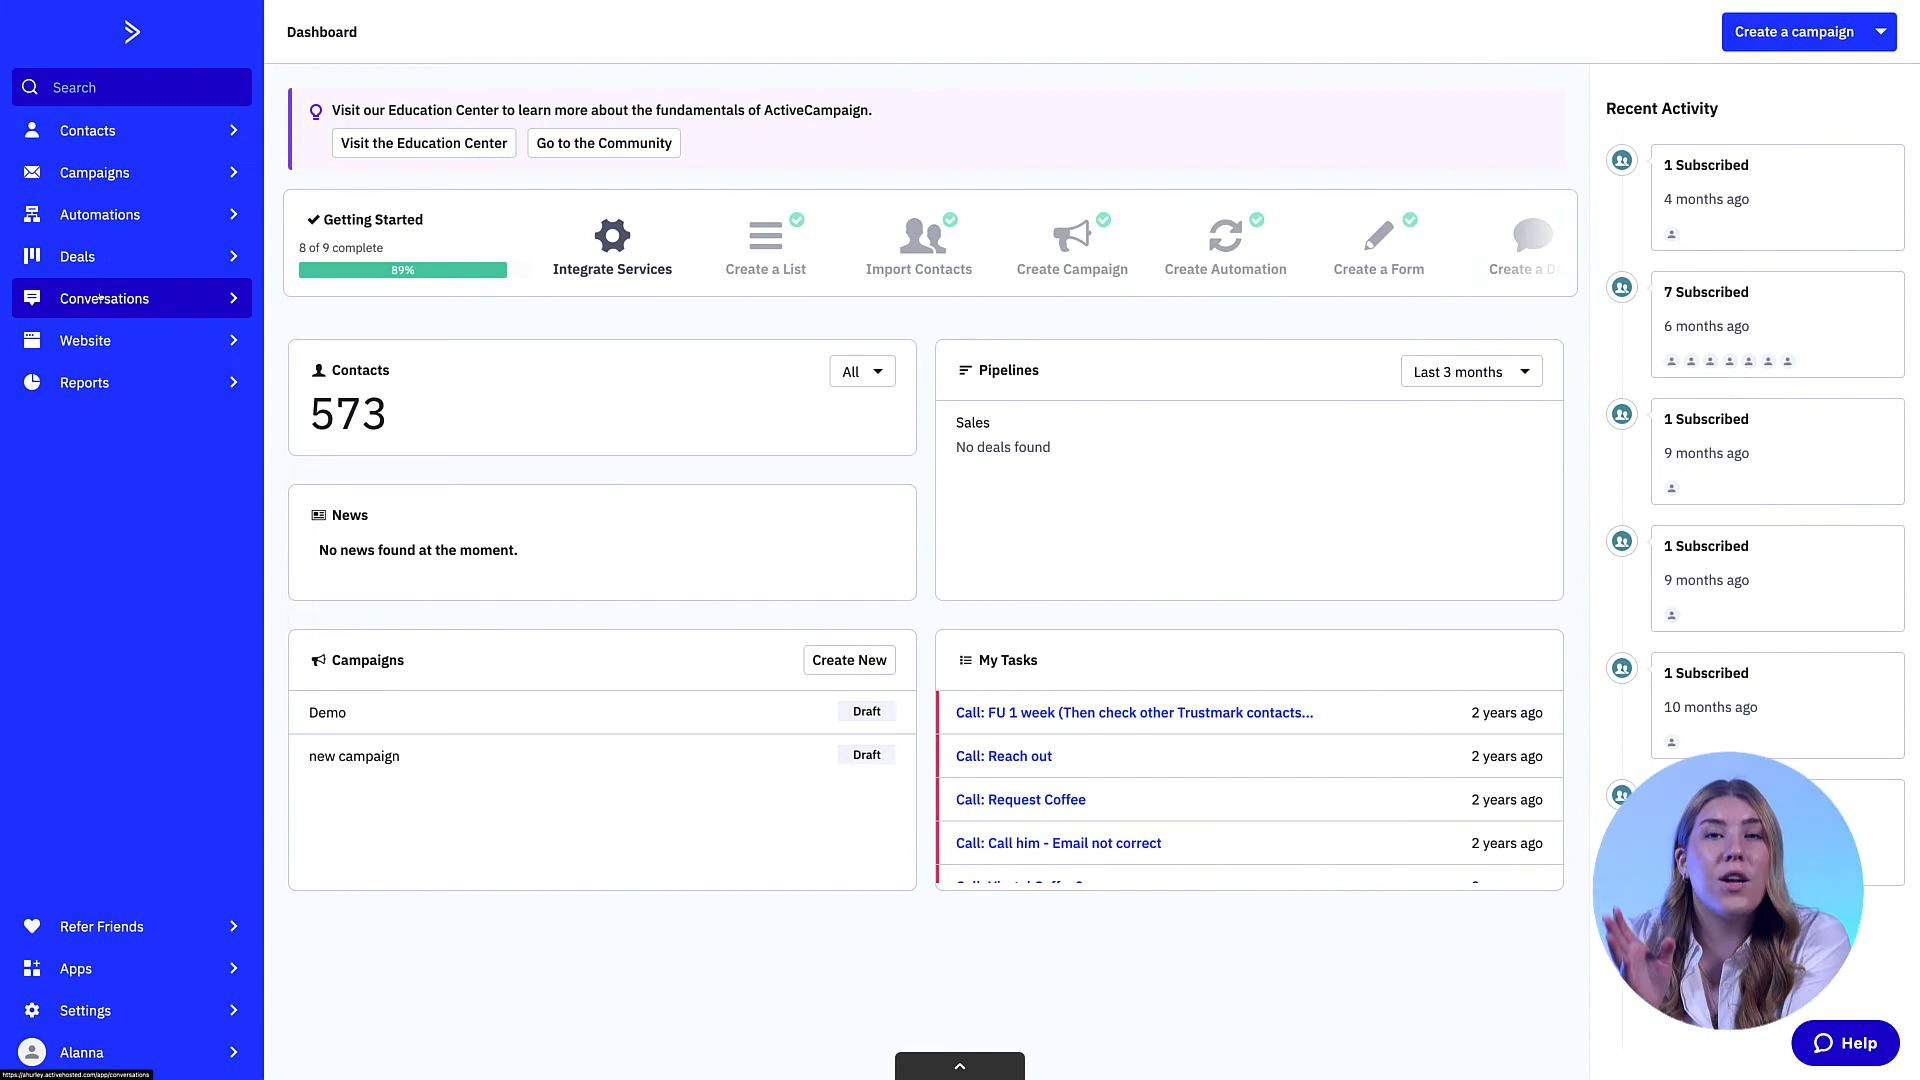 Search
Contacts
Campaigns
Automations
Deals
Conversations
Website
Reports
Refer Friends
Apps
Settings
Alanna
https://ahurley.activehosted.com/app/conversations
Dashboard
Create a campaign
Visit our Education Center to learn more about the fundamentals of ActiveCampaign.
Visit the Education Center
Go to the Community
Getting Started
8 of 9 complete
89%
Integrate Services
Create a List
Import Contacts
Create Campaign
Create Automation
Create a Form
Create a
Contacts
All
573
News
No news found at the moment.
Campaigns
Create New
Demo
Draft
new campaign
Draft
Pipelines
Last 3 months
Sales
No deals found
My Tasks
Call: FU 1 week (Then check other Trustmark contacts...
2 years ago
Call: Reach out
2 years ago
Call: Request Coffee
2 years ago
Call: Call him - Email not correct
2 years ago
Recent Activity
1 Subscribed
4 months ago
7 Subscribed
6 months ago
1 Subscribed
9 months ago
1 Subscribed
9 months ago
1 Subscribed
10 months ago
Help